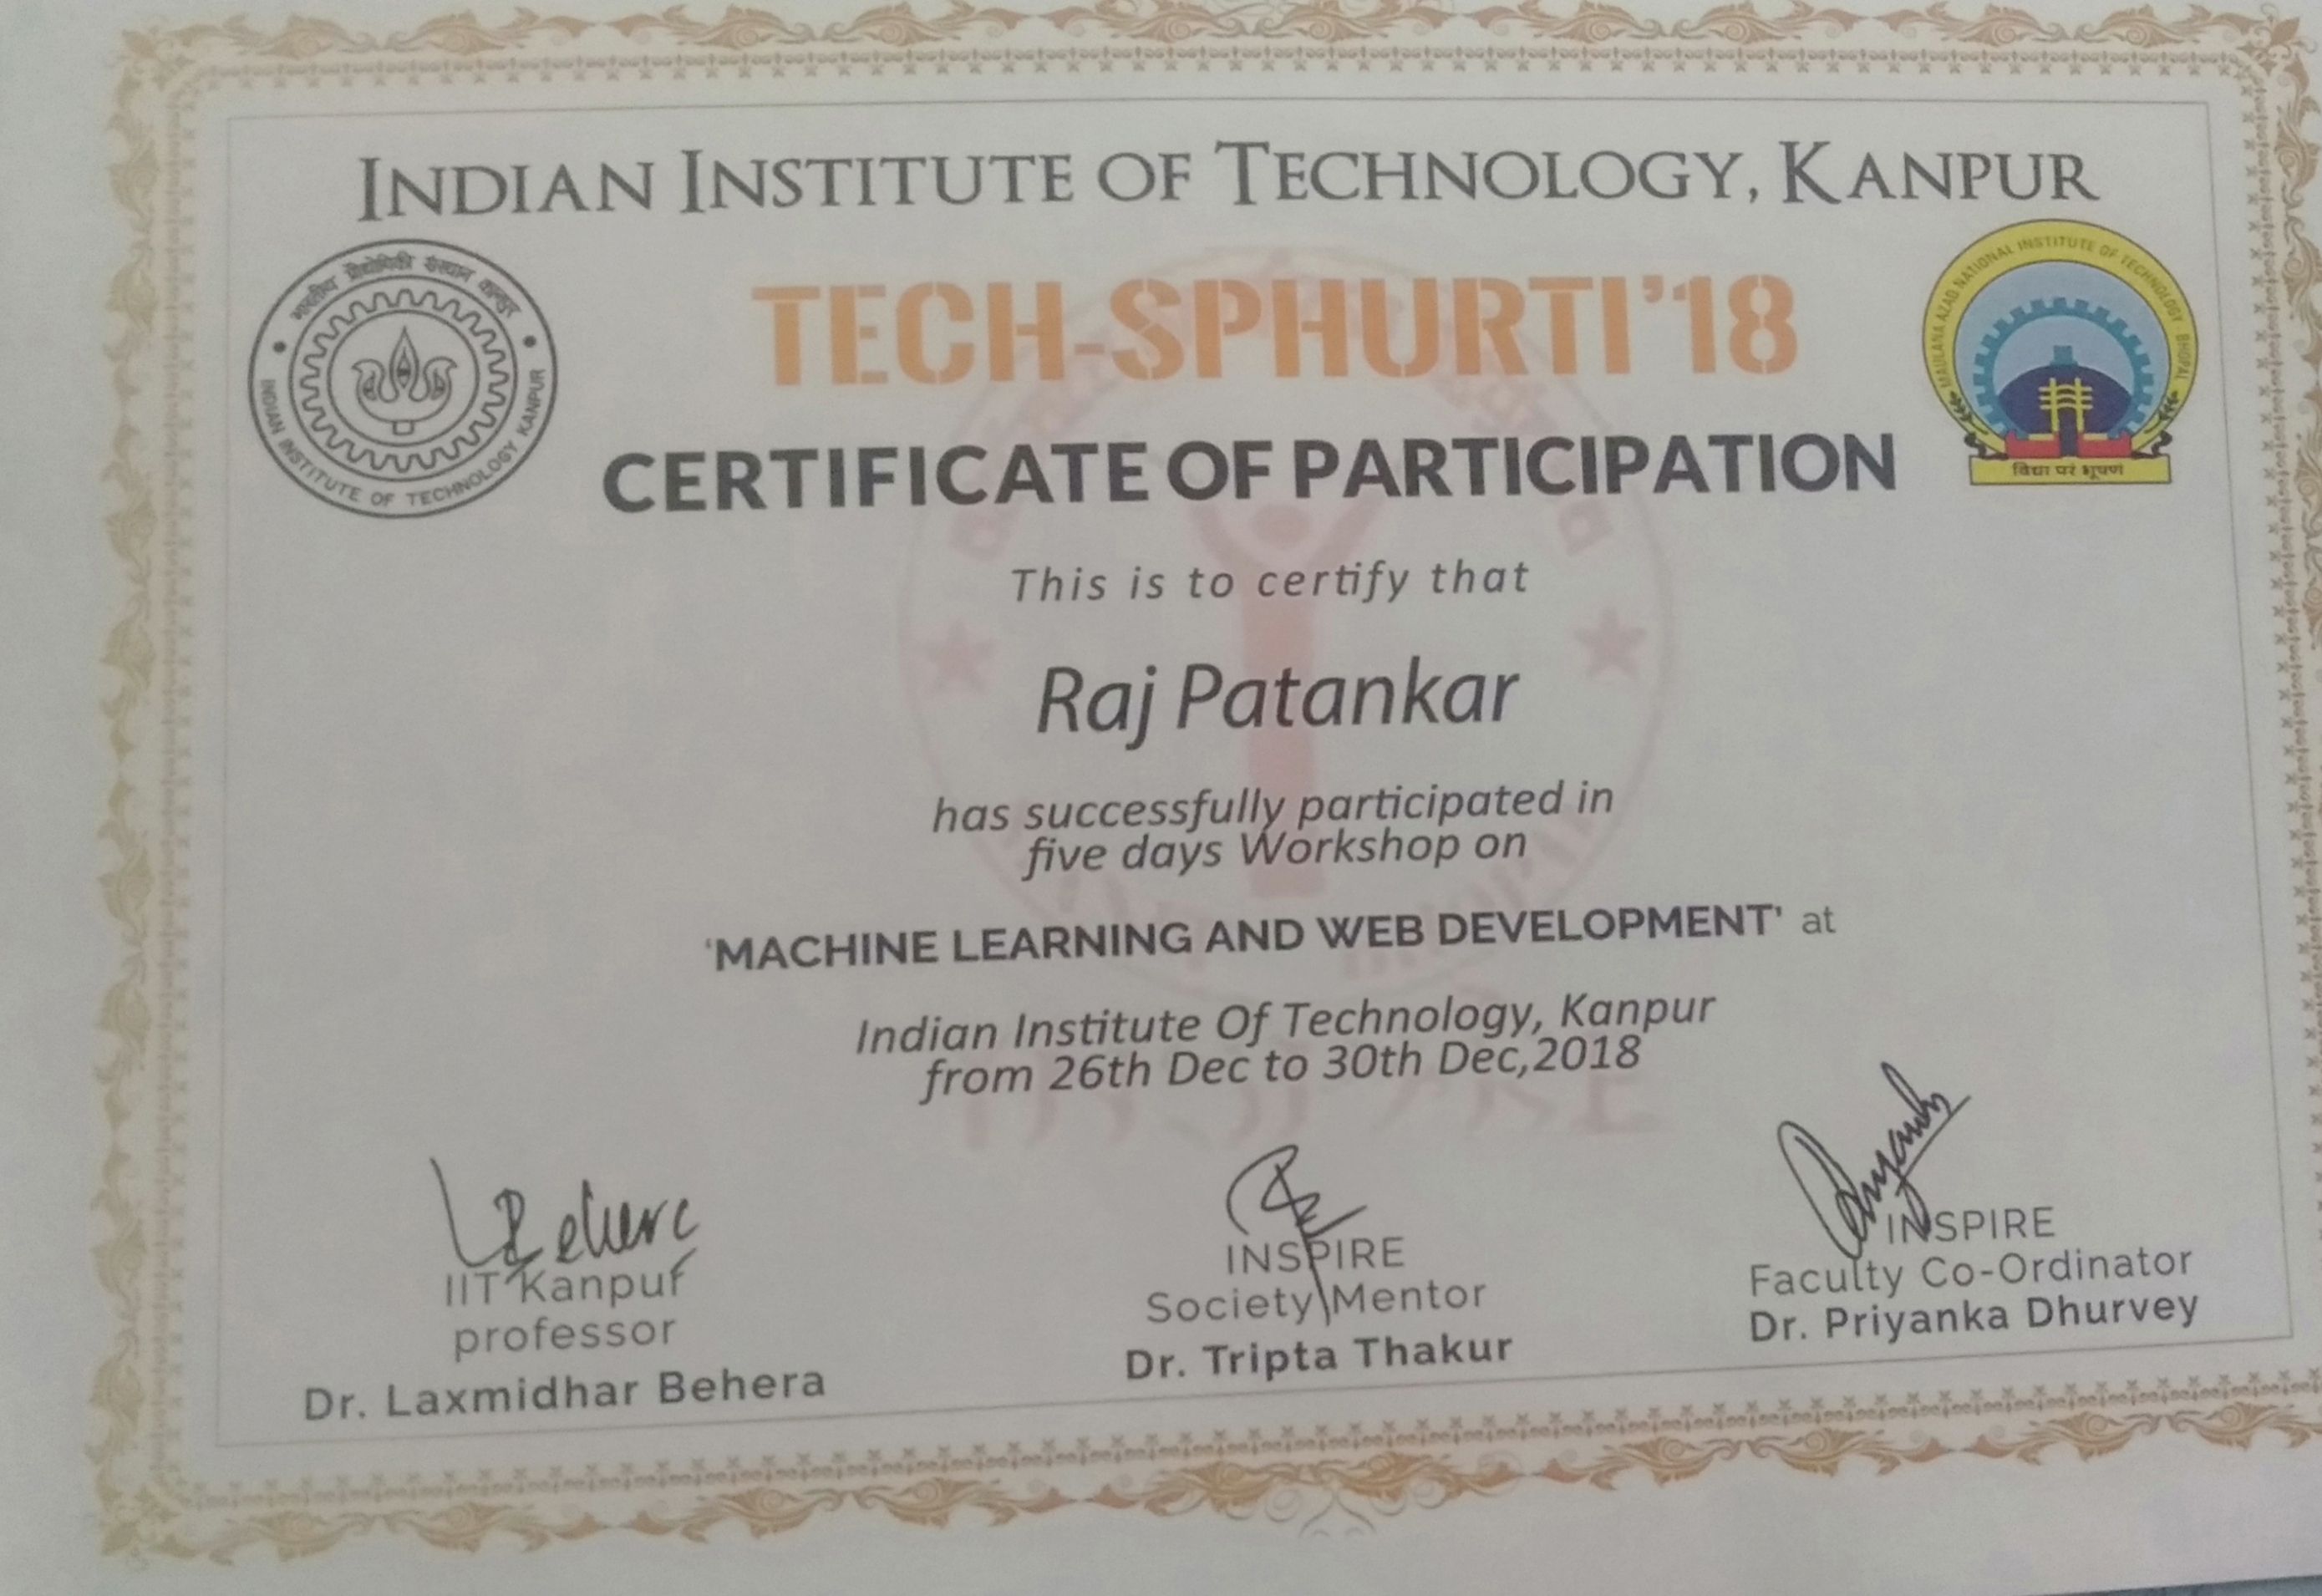 INDIAN INSTITUTE OF TECHNOLOGY, KANPUR
भारतीय प्रौद्योगिकी संस्थान कानपुर
INDIAN INSTITUTE OF TECHNOLOGY KANPUR
TECH-SPHURTI'18
MAULANA AZAD NATIONAL INSTITUTE OF TECHNOLOGY BHOPAL
विद्या परं भूषणं
CERTIFICATE OF PARTICIPATION
This is to certify that
Raj Patankar
has successfully participated in
five days Workshop on
'MACHINE LEARNING AND WEB DEVELOPMENT' at
Indian Institute Of Technology, Kanpur
from 26th Dec to 30th Dec,2018
LBehera
IIT Kanpur
professor
Dr. Laxmidhar Behera
INSPIRE
Society Mentor
Dr. Tripta Thakur
Priyanka
INSPIRE
Faculty Co-Ordinator
Dr. Priyanka Dhurvey